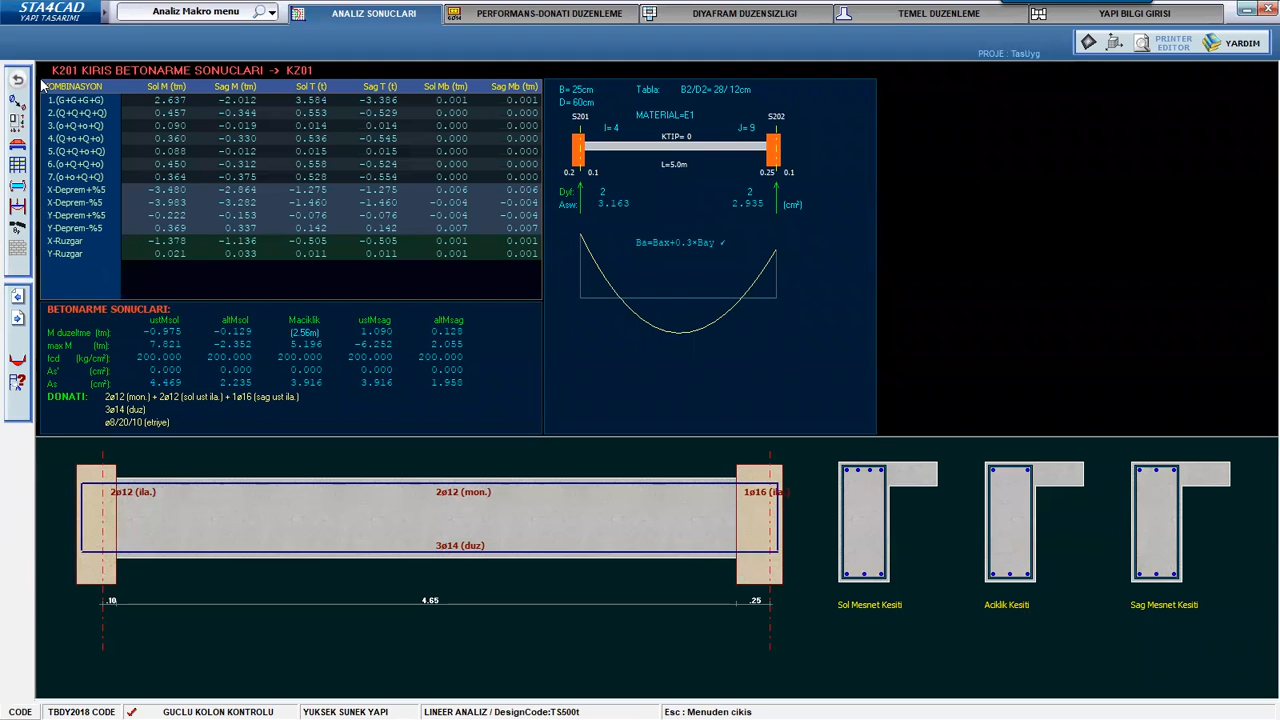 STA4CAD
YAPI TASARIMI
Analiz Makro menu
ANALIZ SONUCLARI
PERFORMANS-DONATI DUZENLEME
DIYAFRAM DUZENSIZLIGI
TEMEL DUZENLEME
YAPI BILGI GIRISI
PROJE : TasUyg
PRINTER EDITOR
YARDIM
K201 KIRIS BETONARME SONUCLARI -> KZ01
KOMBINASYON Sol M (tm) Sag M (tm) Sol T (t) Sag T (t) Sol Mb (tm) Sag Mb (tm)
1.(G+G+G+G) 2.637 -2.012 3.584 -3.386 0.001 0.001
2.(Q+Q+Q+Q) 0.457 -0.344 0.553 -0.529 0.001 0.001
3.(o+o+Q+o) 0.090 -0.019 0.014 0.014 0.001 0.001
4.(Q+o+Q+o) 0.360 -0.330 0.536 -0.545 0.001 0.001
5.(Q+Q+o+Q) 0.088 -0.012 0.015 0.015 0.001 0.001
6.(o+Q+Q+o) 0.450 -0.312 0.558 -0.524 0.001 0.001
7.(o+o+Q+Q) 0.364 -0.375 0.528 -0.554 0.001 0.001
X-Deprem+%5 -3.480 -2.864 -1.275 -1.275 0.006 0.006
X-Deprem-%5 -3.983 -3.282 -1.460 -1.460 -0.004 -0.004
Y-Deprem+%5 -0.222 -0.153 -0.076 -0.076 -0.004 -0.004
Y-Deprem-%5 0.369 0.337 0.142 0.142 0.007 0.007
X-Ruzgar -1.378 -1.136 -0.505 -0.505 0.001 0.001
Y-Ruzgar 0.021 0.033 0.011 0.011 0.001 0.001
B= 25cm Tabla: B2/D2= 28/ 12cm
D= 60cm
MATERIAL=E1
S201 S202
I= 4 J= 9
KTIP= 0
L=5.0m
0.2 0.1 0.25 0.1
Dyf: 2 2
Asw: 3.163 2.935 (cm²)
Ba=Bax+0.3*Bay ✓
BETONARME SONUCLARI:
ustMsol altMsol Maciklik ustMsag altMsag
M duzeltme (tm): -0.975 -0.129 (2.56m) 1.090 0.128
max M (tm): 7.821 -2.352 5.196 -6.252 2.055
fcd (kg/cm²): 200.000 200.000 200.000 200.000 200.000
As' (cm²): 0.000 0.000 0.000 0.000 0.000
As (cm²): 4.469 2.235 3.916 3.916 1.958
DONATI: 2ø12 (mon.) + 2ø12 (sol ust ila.) + 1ø16 (sag ust ila.)
3ø14 (duz)
ø8/20/10 (etriye)
2ø12 (ila.) 2ø12 (mon.) 1ø16 (ila.)
3ø14 (duz)
.10 4.65 .25
Sol Mesnet Kesiti Aciklik Kesiti Sag Mesnet Kesiti
CODE TBDY2018 CODE GUCLU KOLON KONTROLU YUKSEK SUNEK YAPI LINEER ANALIZ / DesignCode:TS500t Esc : Menuden cikis